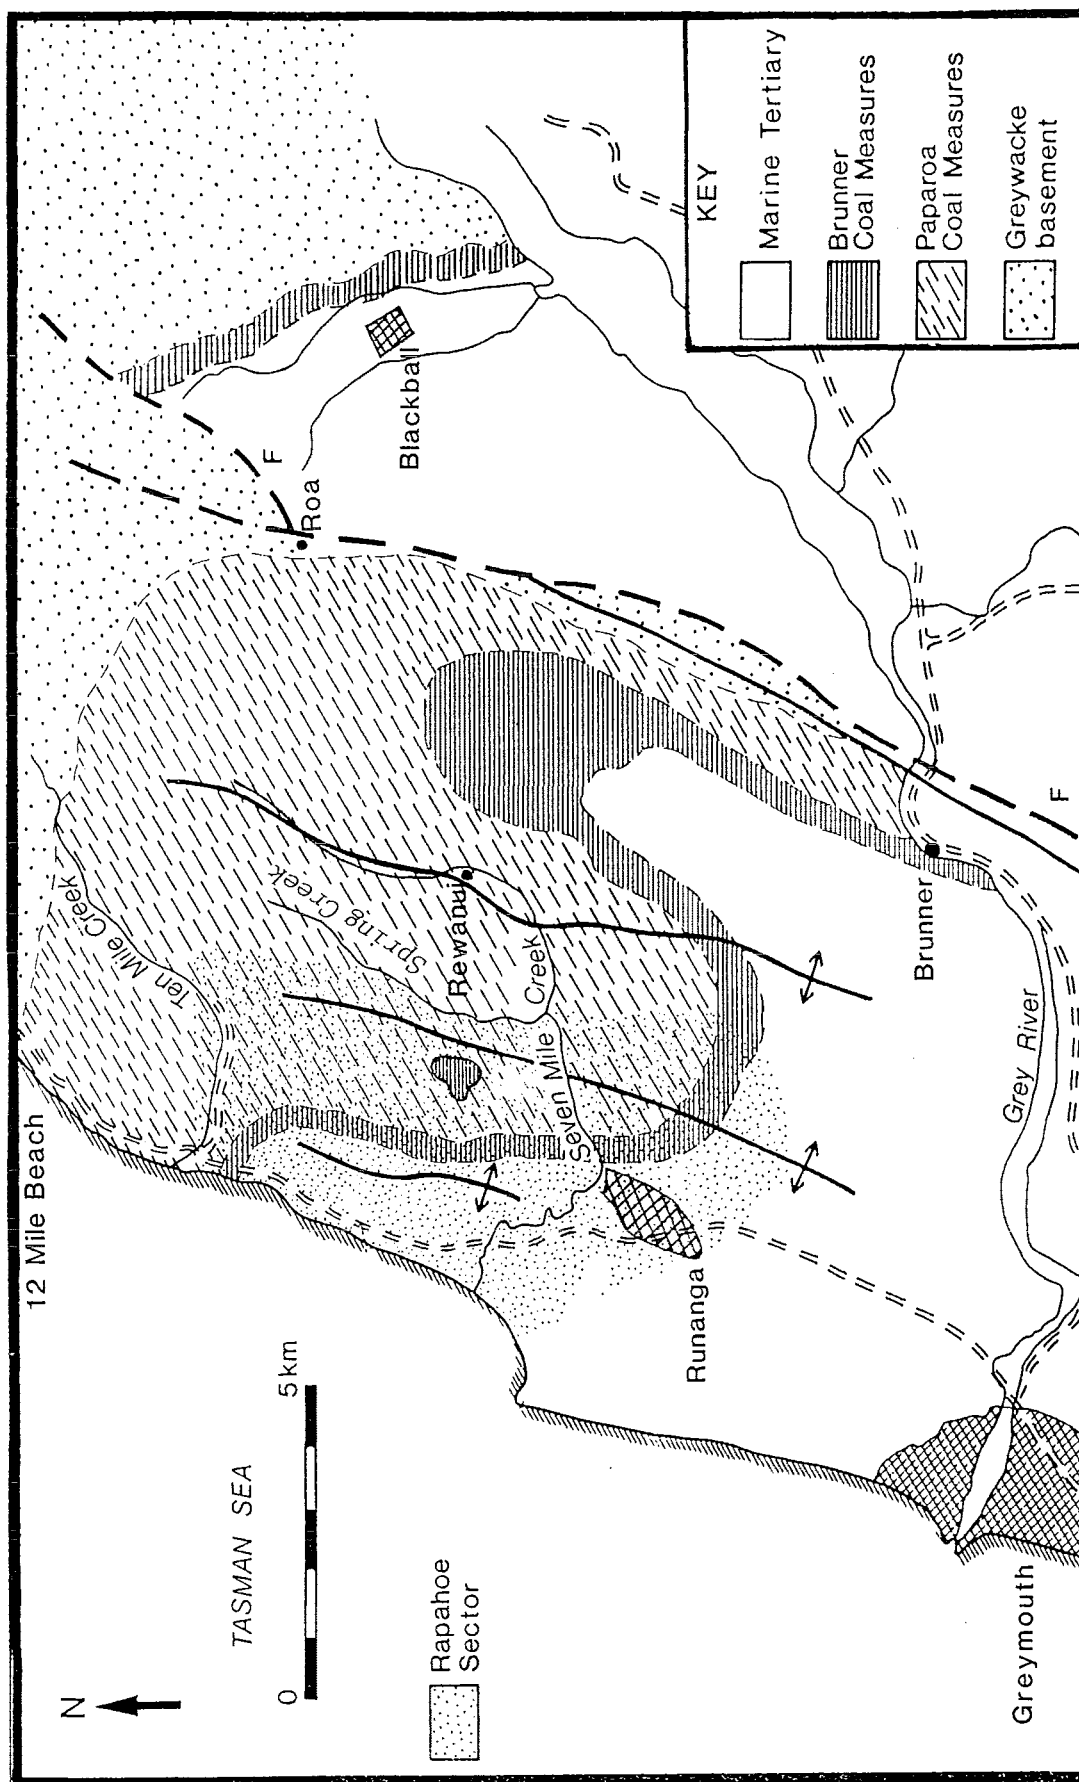 N
TASMAN SEA
0
5 km
12 Mile Beach
Rapahoe
Sector
Ten Mile Creek
Spring Creek
Rewanui
Seven Mile
Creek
Runanga
Roa
F
Blackball
Brunner
Grey River
Greymouth
F
KEY
Marine Tertiary
Brunner
Coal Measures
Paparoa
Coal Measures
Greywacke
basement